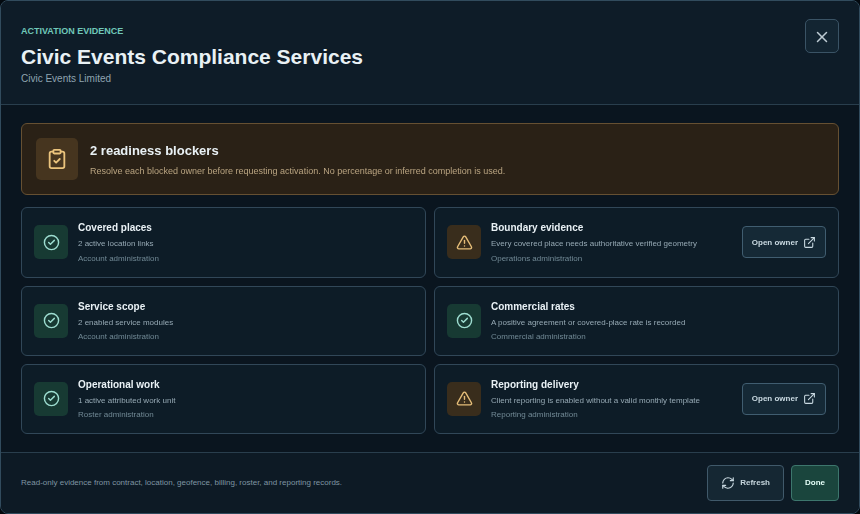 ACTIVATION EVIDENCE
Civic Events Compliance Services
Civic Events Limited
2 readiness blockers
Resolve each blocked owner before requesting activation. No percentage or inferred completion is used.
Covered places
2 active location links
Account administration
Boundary evidence
Every covered place needs authoritative verified geometry
Operations administration
Open owner
Service scope
2 enabled service modules
Account administration
Commercial rates
A positive agreement or covered-place rate is recorded
Commercial administration
Operational work
1 active attributed work unit
Roster administration
Reporting delivery
Client reporting is enabled without a valid monthly template
Reporting administration
Open owner
Read-only evidence from contract, location, geofence, billing, roster, and reporting records.
Refresh
Done